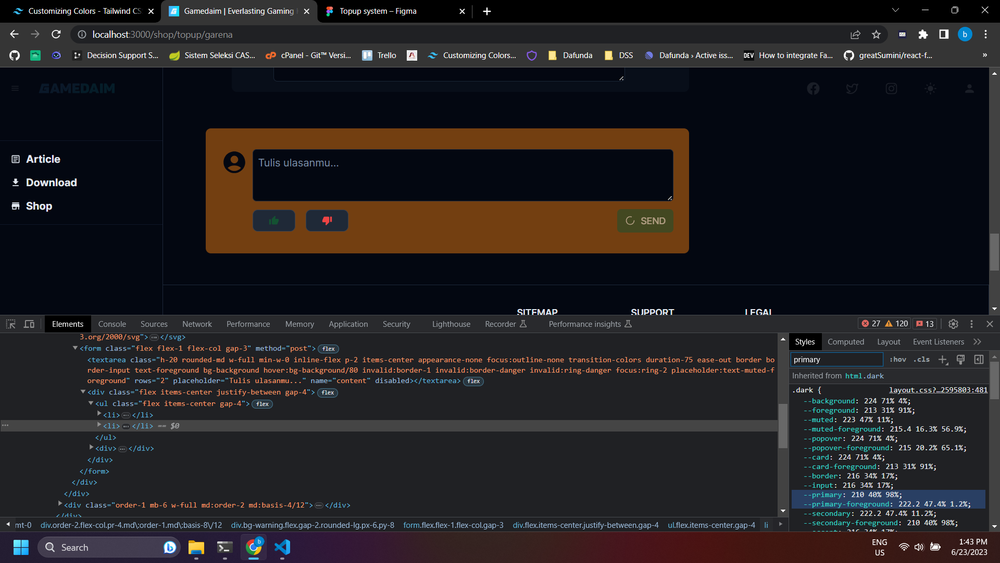 Customizing Colors - Tailwind CS
Gamedaim | Everlasting Gaming
Topup system – Figma
localhost:3000/shop/topup/garena
Decision Support S...
Sistem Seleksi CAS...
cPanel - Git™ Versi...
Trello
Customizing Colors...
Dafunda
DSS
Dafunda › Active iss...
How to integrate Fa...
greatSumini/react-f...
GAMEDAIM
Article
Download
Shop
Tulis ulasanmu...
SEND
SITEMAP
SUPPORT
LEGAL
Elements
Console
Sources
Network
Performance
Memory
Application
Security
Lighthouse
Recorder
Performance insights
27
120
13
3.org/2000/svg">⋯</svg>
<form class="flex flex-1 flex-col gap-3" method="post"> flex
<textarea class="h-20 rounded-md w-full min-w-0 inline-flex p-2 items-center appearance-none focus:outline-none transition-colors duration-75 ease-out border bor
der-input text-foreground bg-background hover:bg-background/80 invalid:border-1 invalid:border-danger invalid:ring-danger focus:ring-2 placeholder:text-muted-f
oreground" rows="2" placeholder="Tulis ulasanmu..." name="content" disabled></textarea> flex
<div class="flex items-center justify-between gap-4"> flex
<ul class="flex items-center gap-4"> flex
<li>⋯</li>
<li>⋯</li> == $0
</ul>
<div>⋯</div>
</div>
</form>
</div>
</div>
<div class="order-1 mb-6 w-full md:order-2 md:basis-4/12">⋯</div>
</div>
mt-0
div.order-2.flex-col.pr-4.md\:order-1.md\:basis-8\/12
div.bg-warning.flex.gap-2.rounded-lg.px-6.py-8
form.flex.flex-1.flex-col.gap-3
div.flex.items-center.justify-between.gap-4
ul.flex.items-center.gap-4
li
Styles
Computed
Layout
Event Listeners
primary
:hov
.cls
Inherited from html.dark
.dark {
layout.css?…2595803:481
--background: 224 71% 4%;
--foreground: 213 31% 91%;
--muted: 223 47% 11%;
--muted-foreground: 215.4 16.3% 56.9%;
--popover: 224 71% 4%;
--popover-foreground: 215 20.2% 65.1%;
--card: 224 71% 4%;
--card-foreground: 213 31% 91%;
--border: 216 34% 17%;
--input: 216 34% 17%;
--primary: 210 40% 98%;
--primary-foreground: 222.2 47.4% 1.2%;
--secondary: 222.2 47.4% 11.2%;
--secondary-foreground: 210 40% 98%;
Search
ENG
US
1:43 PM
6/23/2023